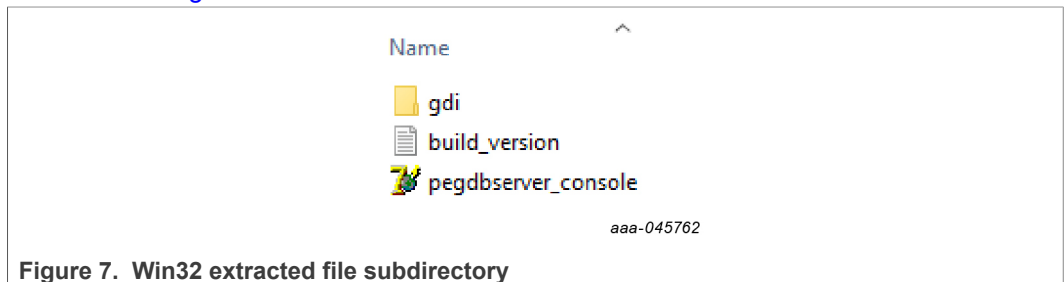 Name
gdi
build_version
pegdbserver_console
aaa-045762
Figure 7. Win32 extracted file subdirectory